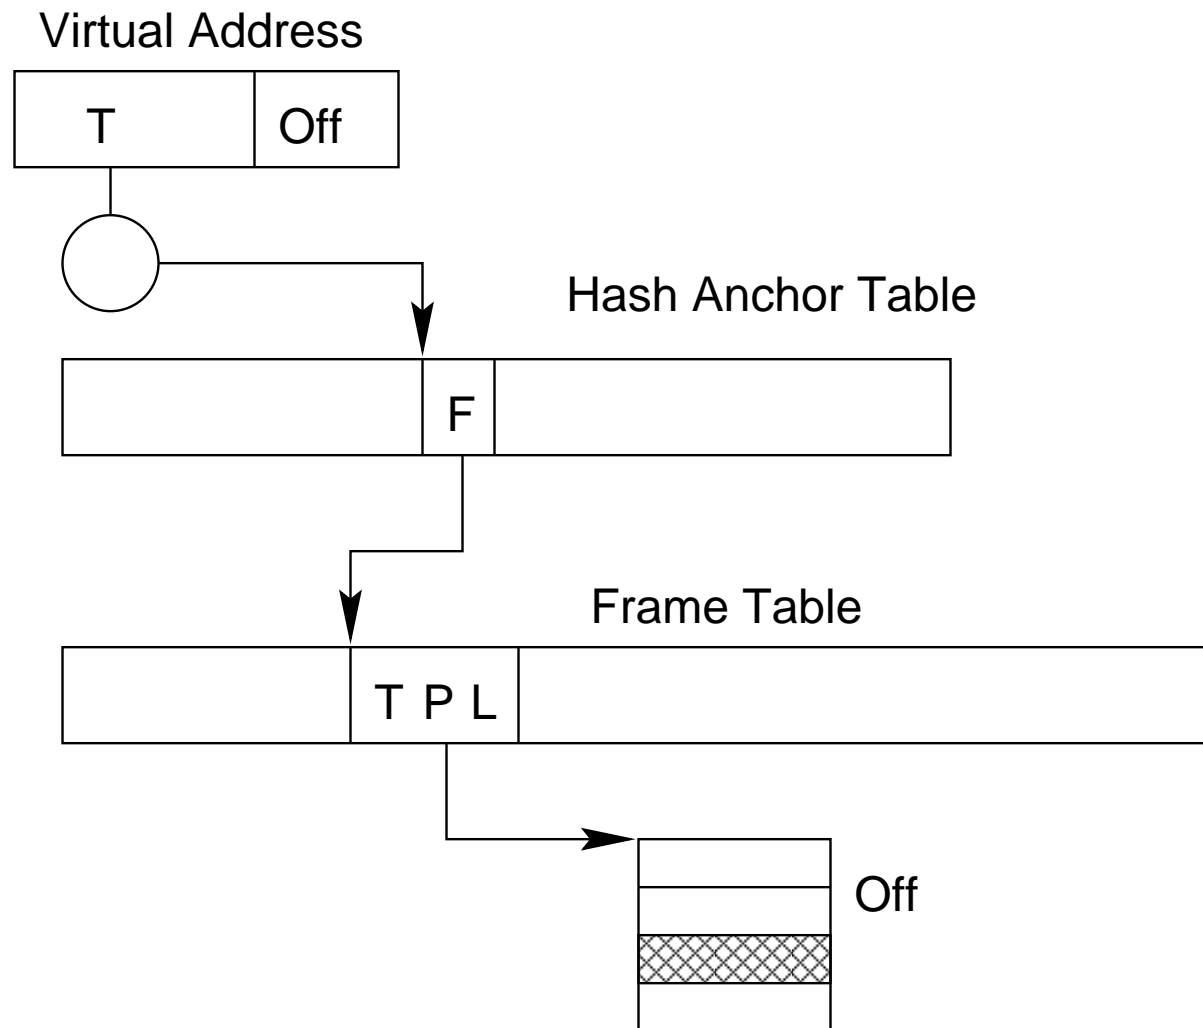 Virtual Address
T Off
Hash Anchor Table
F
Frame Table
T P L
Off